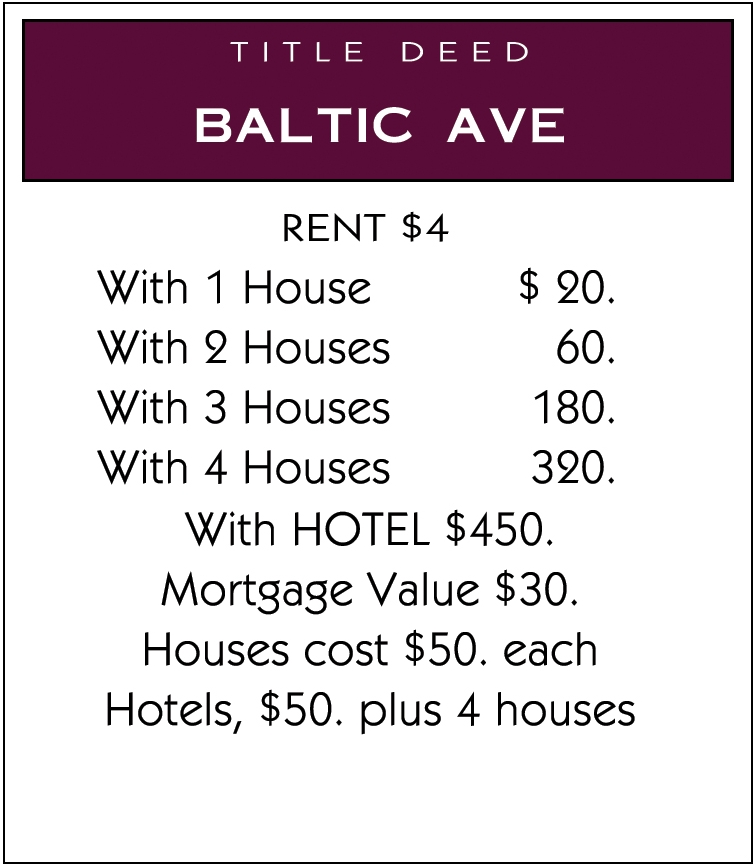 TITLE DEED
BALTIC AVE
RENT $4
With 1 House $ 20.
With 2 Houses 60.
With 3 Houses 180.
With 4 Houses 320.
With HOTEL $450.
Mortgage Value $30.
Houses cost $50. each
Hotels, $50. plus 4 houses